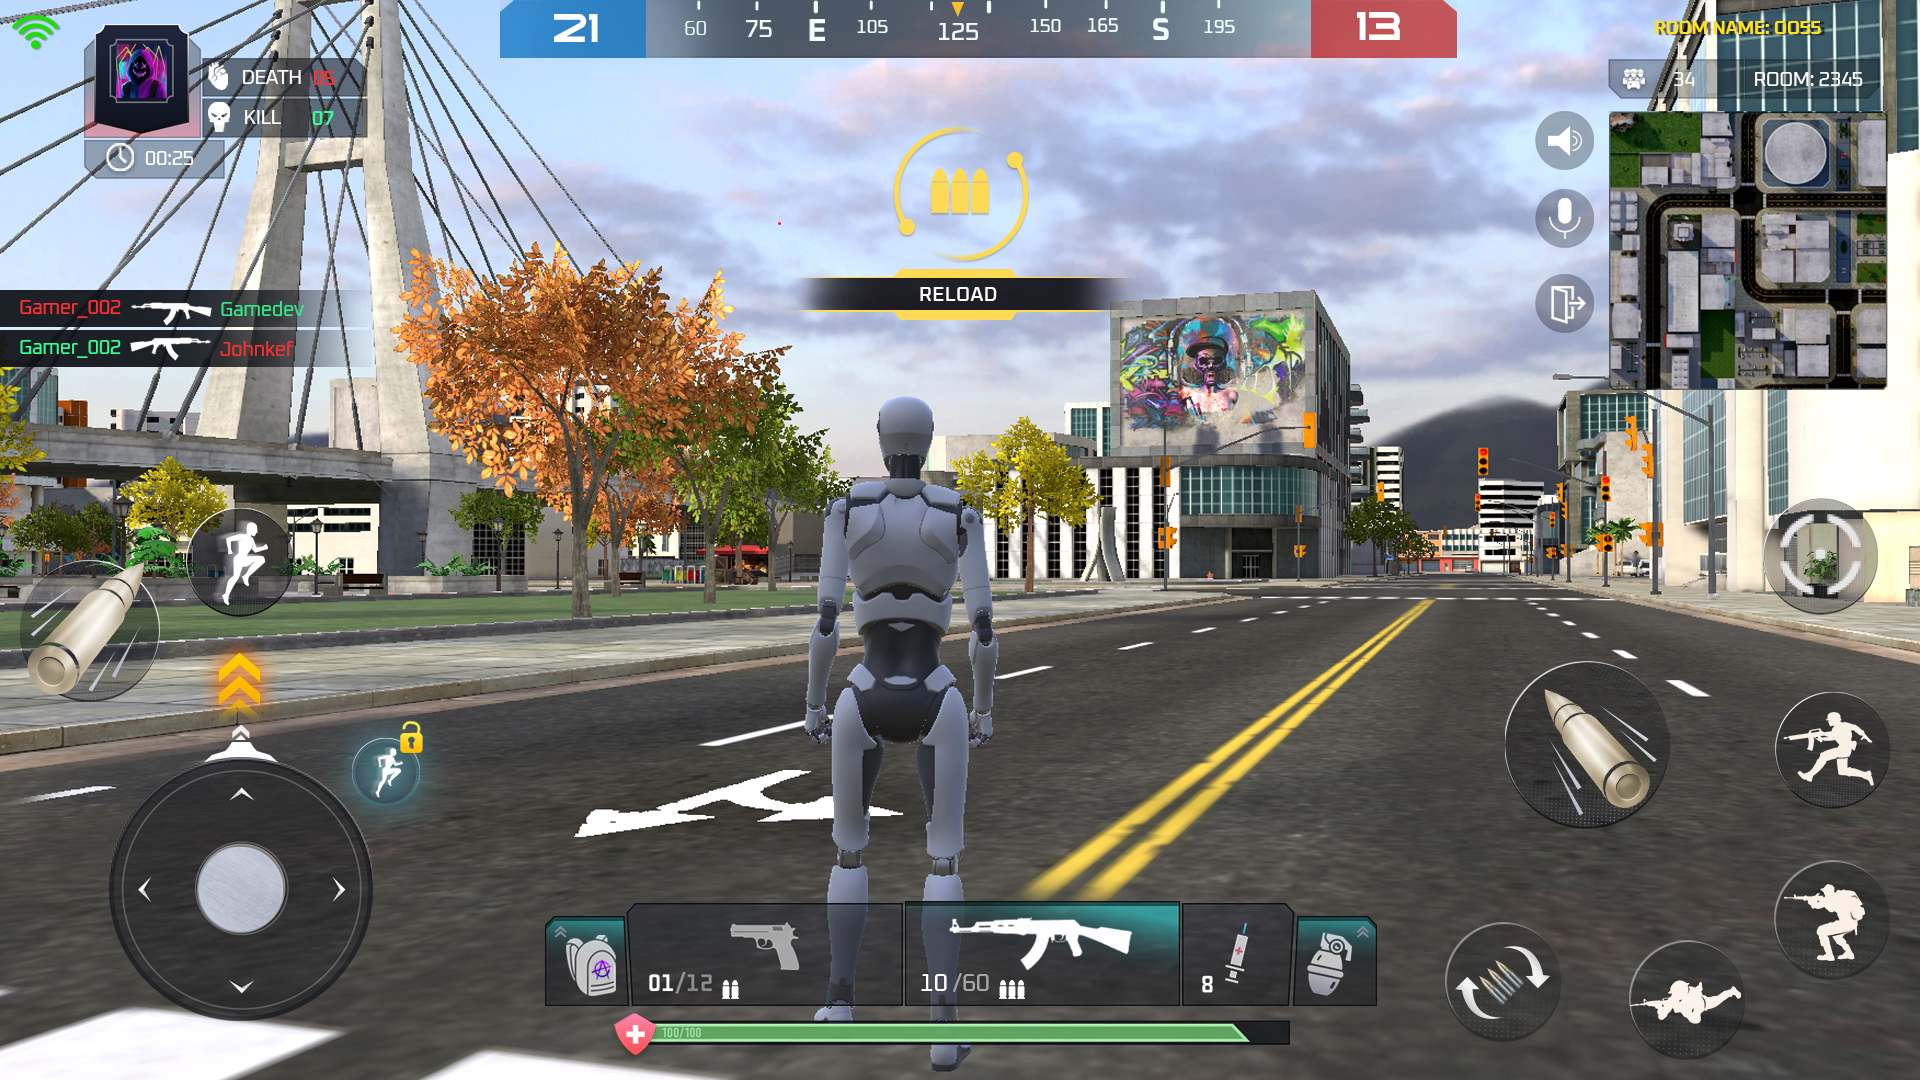 21
60 75 E 105 125 150 165 S 195
13
ROOM NAME: 0055
DEATH 05
KILL 07
00:25
34
ROOM: 2345
RELOAD
Gamer_002 Gamedev
Gamer_002 Johnkef
01/12
10/60
8
100/100